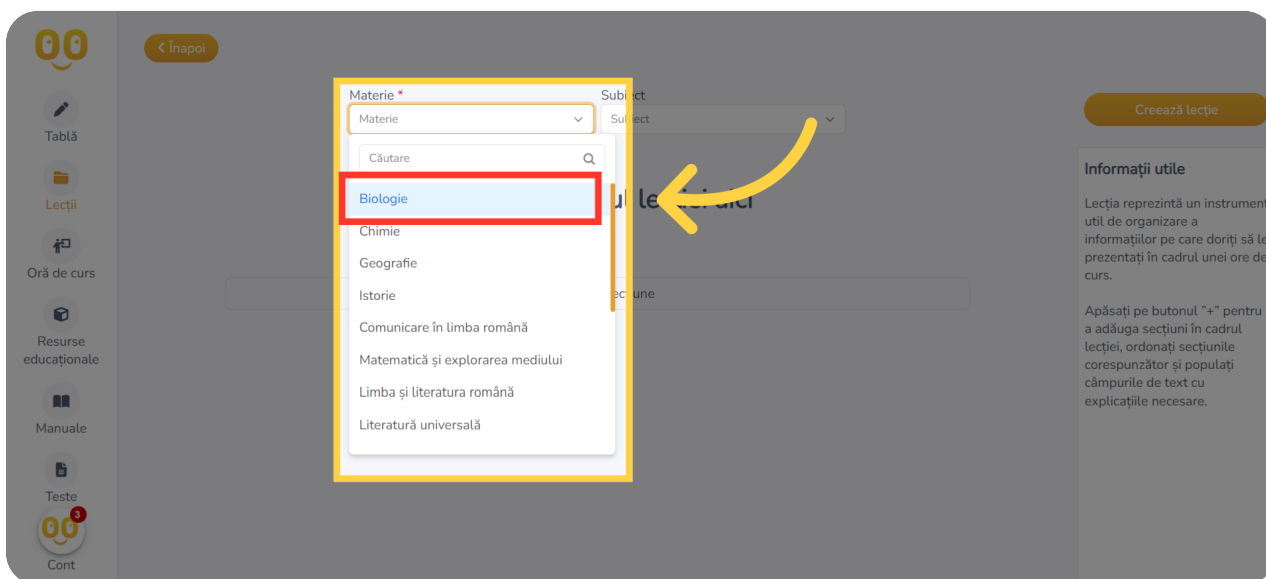 Înapoi
Tablă
Lecții
Oră de curs
Resurse
educaționale
Manuale
Teste
3
Cont
Materie *
Subiect
Materie
Subiect
Căutare
Biologie
Chimie
Geografie
Istorie
Comunicare în limba română
Matematică și explorarea mediului
Limba și literatura română
Literatură universală
Creează lecție
Informații utile
Lecția reprezintă un instrument
util de organizare a
informațiilor pe care doriți să le
prezentați în cadrul unei ore de
curs.
Apăsați pe butonul "+" pentru
a adăuga secțiuni în cadrul
lecției, ordonați secțiunile
corespunzător și populați
câmpurile de text cu
explicațiile necesare.